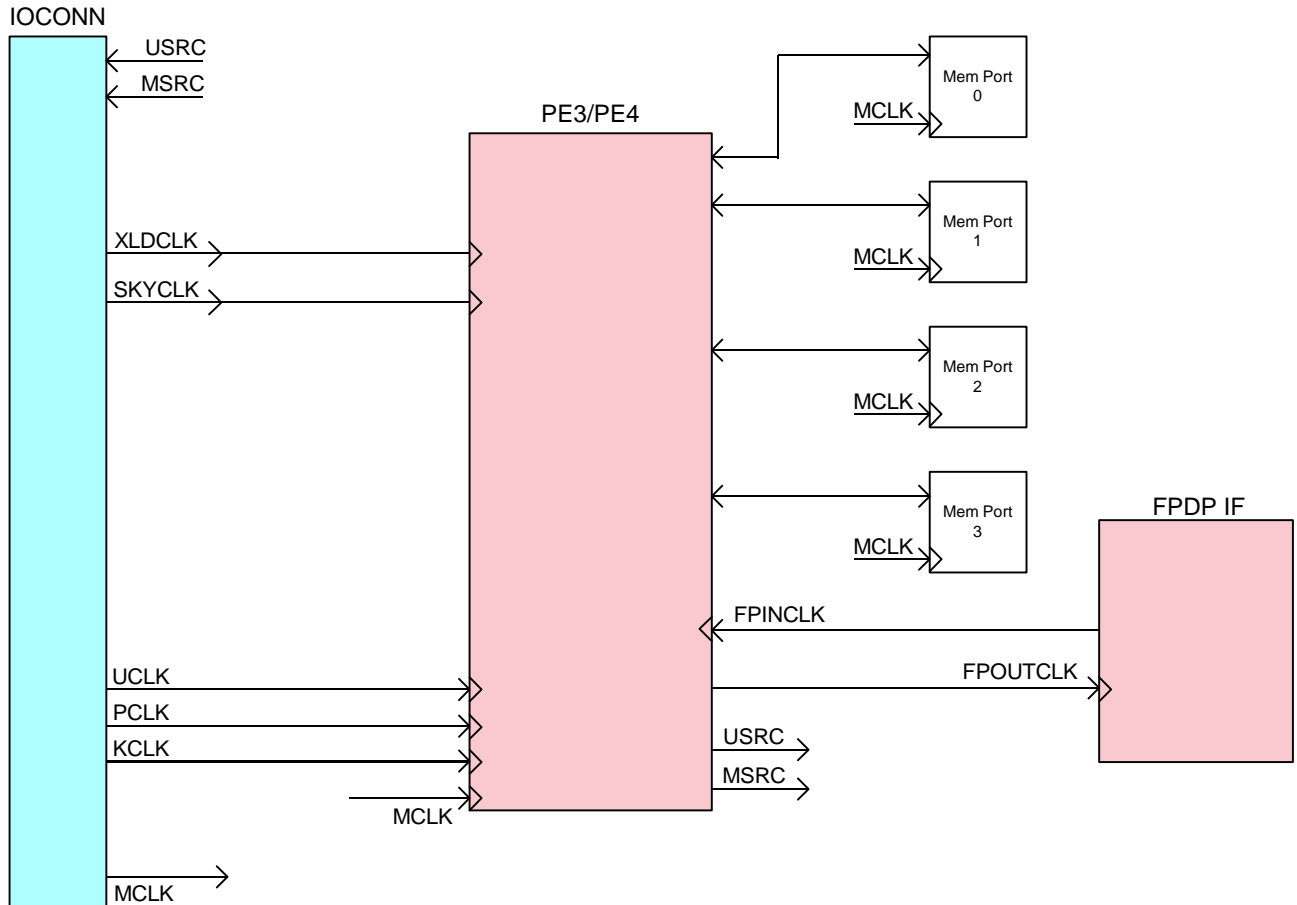 IOCONN
USRC
MSRC
PE3/PE4
Mem Port
0
MCLK
Mem Port
1
MCLK
XLDCLK
SKYCLK
Mem Port
2
MCLK
Mem Port
3
MCLK
FPDP IF
FPINCLK
FPOUTCLK
UCLK
PCLK
KCLK
MCLK
USRC
MSRC
MCLK